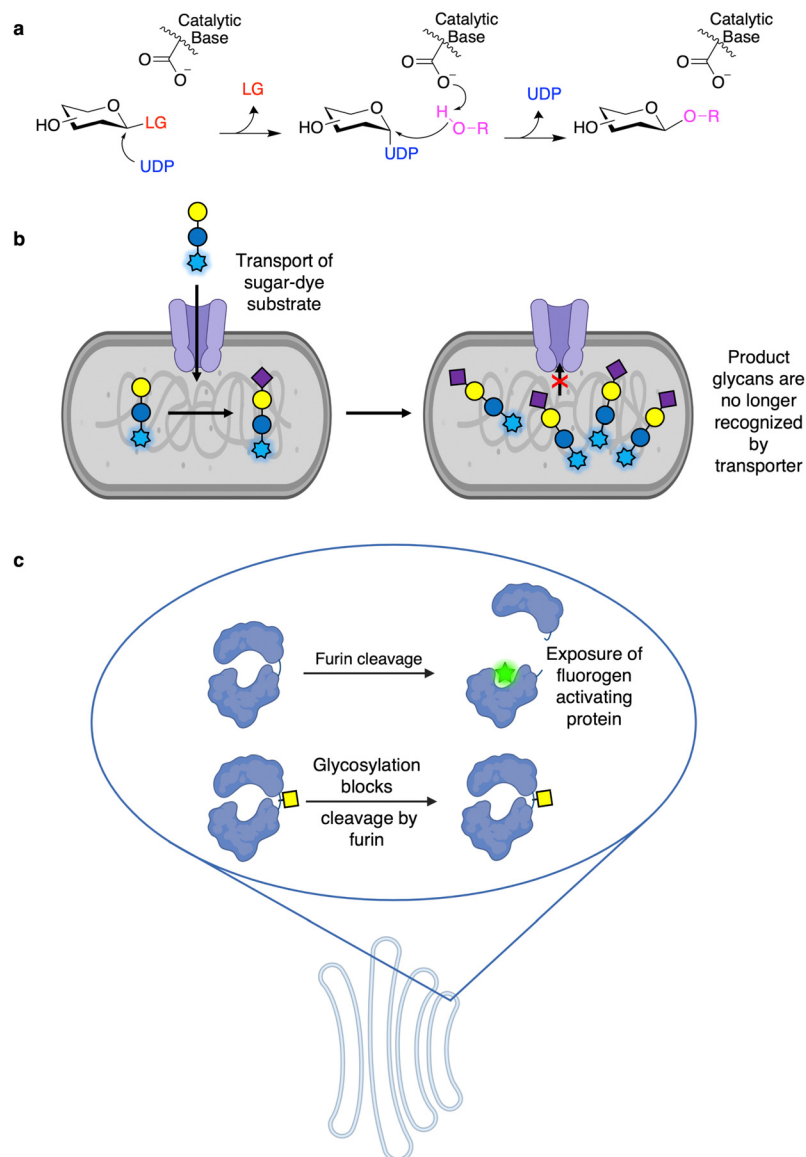 a
Catalytic
Base
O
O⁻
HO
O
LG
UDP
LG
Catalytic
Base
O
O⁻
HO
O
UDP
H
O–R
UDP
Catalytic
Base
O
O⁻
HO
O
O–R
b
Transport of
sugar-dye
substrate
Product
glycans are
no longer
recognized
by
transporter
c
Furin cleavage
Exposure of
fluorogen
activating
protein
Glycosylation
blocks
cleavage by
furin